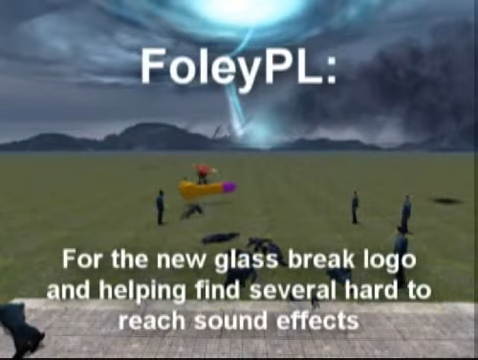 FoleyPL:
For the new glass break logo
and helping find several hard to
reach sound effects